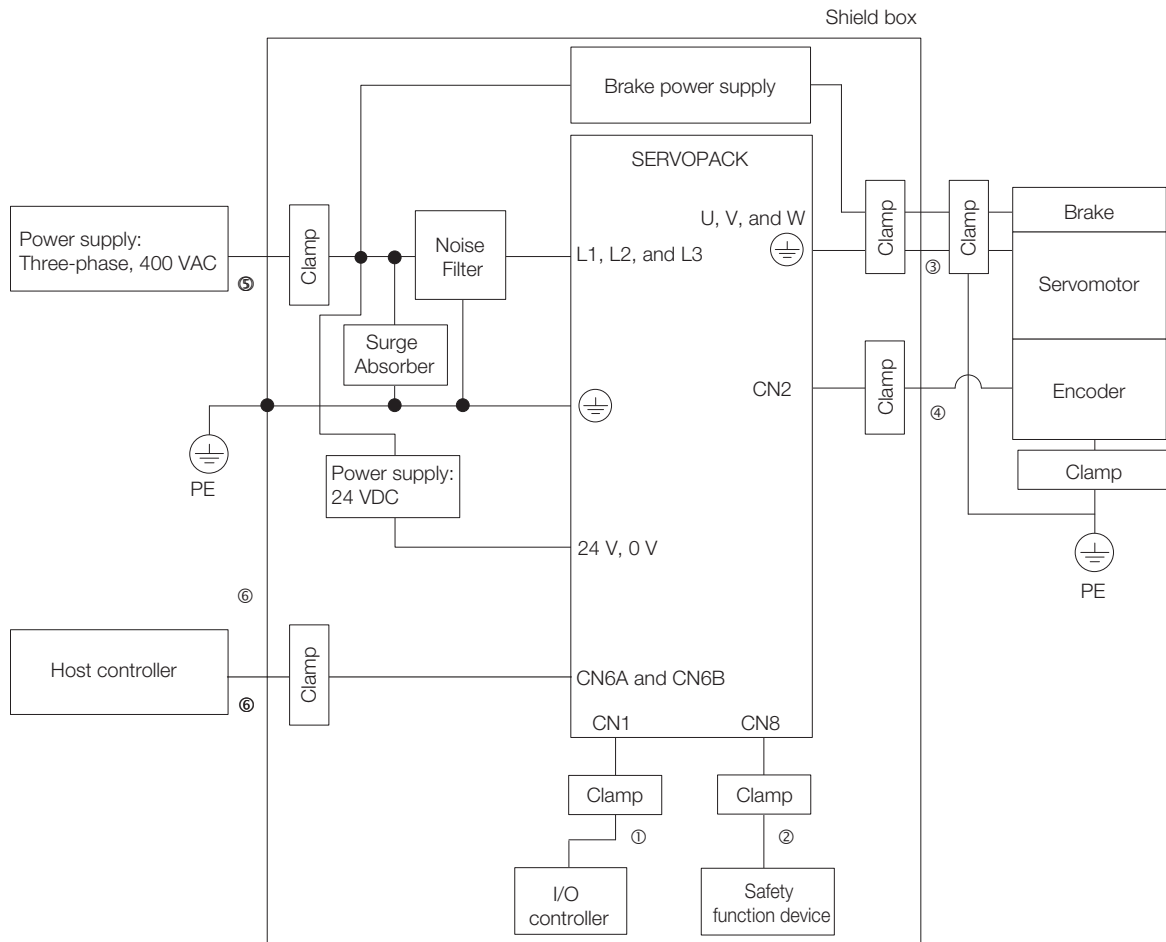 Shield box
Brake power supply
SERVOPACK
U, V, and W
L1, L2, and L3
Clamp
Clamp
Brake
Power supply:
Three-phase, 400 VAC
Clamp
Noise
Filter
⑤
③
Servomotor
Surge
Absorber
CN2
Clamp
Encoder
④
PE
Power supply:
24 VDC
Clamp
24 V, 0 V
PE
⑥
Host controller
Clamp
CN6A and CN6B
⑥
CN1
CN8
Clamp
Clamp
①
②
I/O
controller
Safety
function device